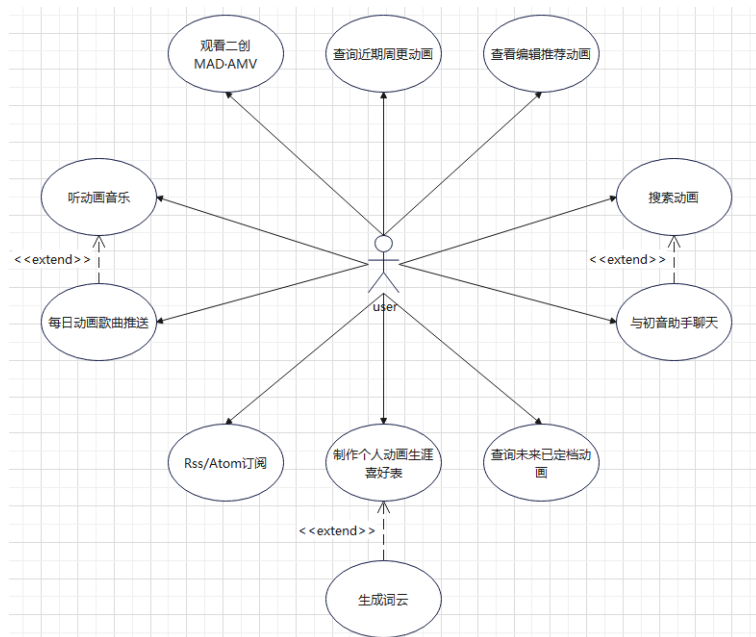 观看二创
MAD·AMV
查询近期周更动画
查看编辑推荐动画
听动画音乐
搜索动画
<<extend>>
<<extend>>
user
每日动画歌曲推送
与初音助手聊天
Rss/Atom订阅
制作个人动画生涯
喜好表
查询未来已定档动
画
<<extend>>
生成词云